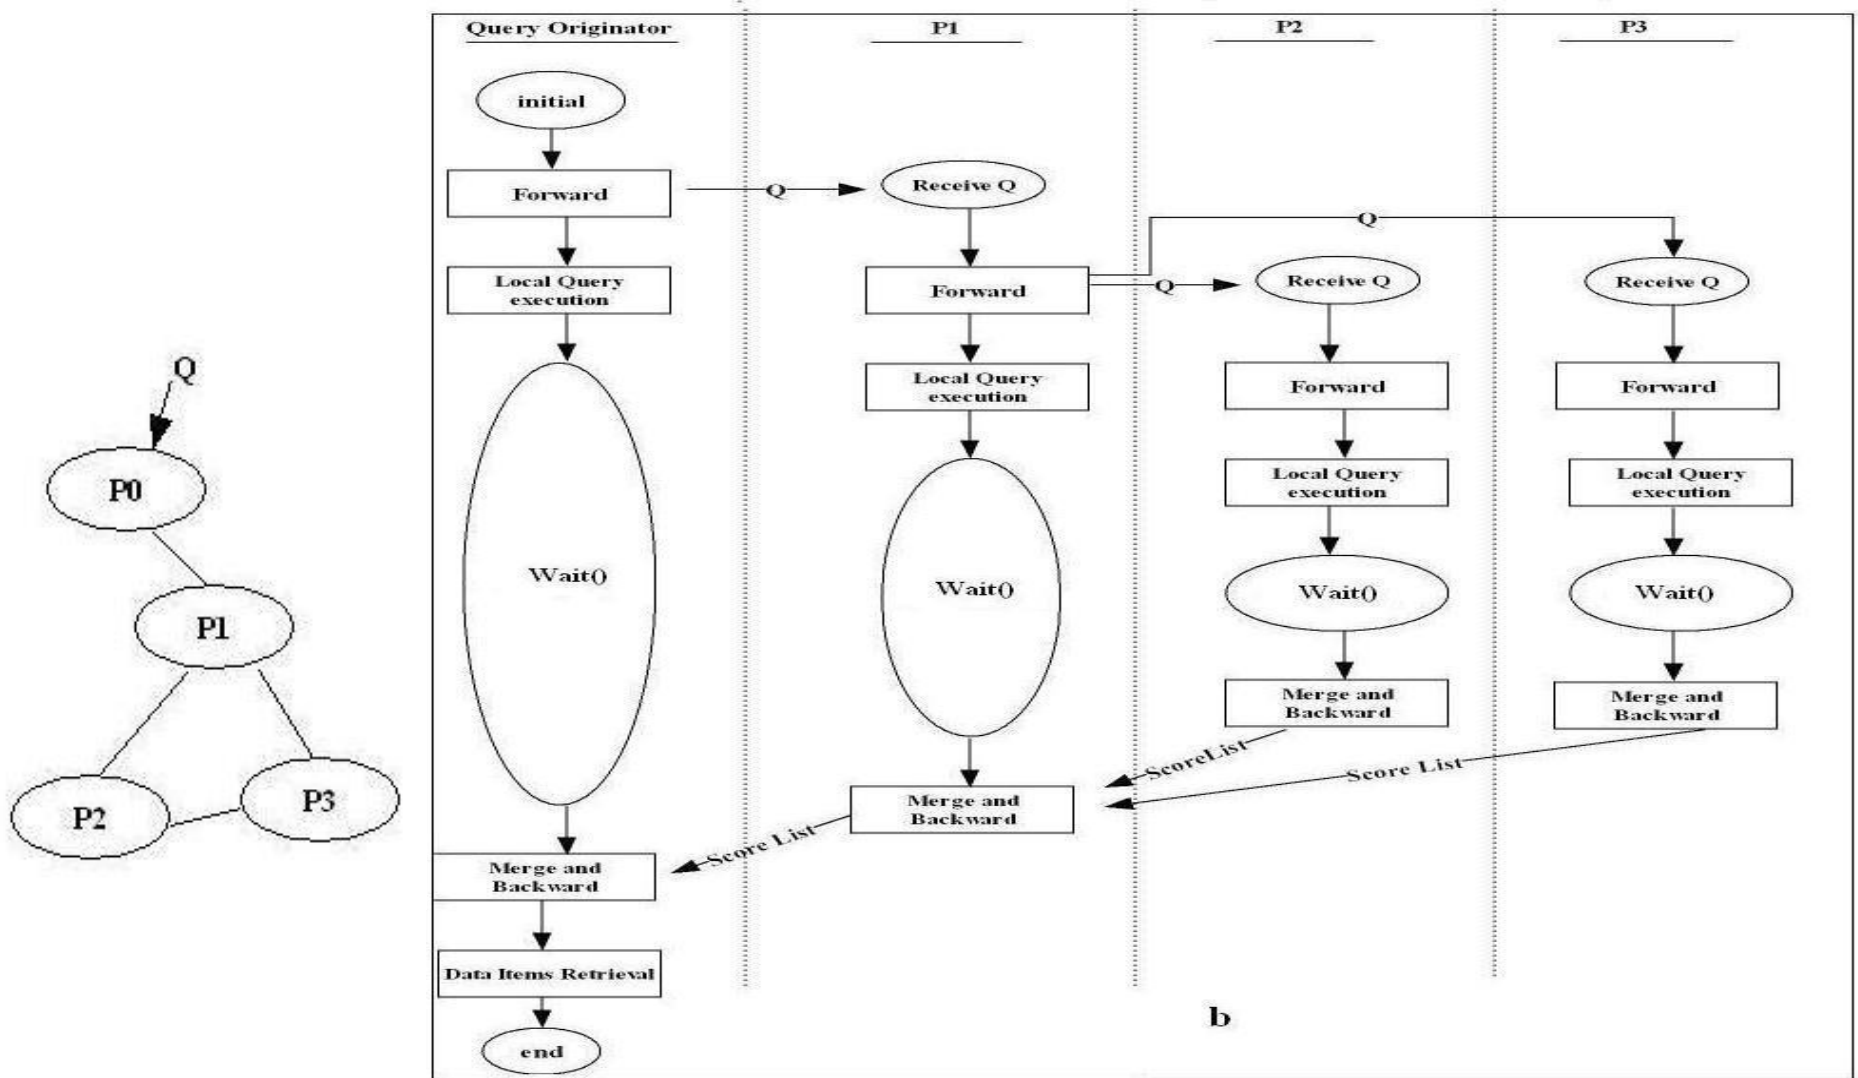 Query Originator
P1
P2
P3
initial
Forward
Q
Receive Q
Q
Local Query
execution
Forward
Q
Receive Q
Receive Q
Q
Local Query
execution
Forward
Forward
P0
Local Query
execution
Local Query
execution
Wait()
Wait()
Wait()
Wait()
P1
Merge and
Backward
Merge and
Backward
ScoreList
Score List
P2
P3
Merge and
Backward
Score List
Merge and
Backward
Data Items Retrieval
b
end